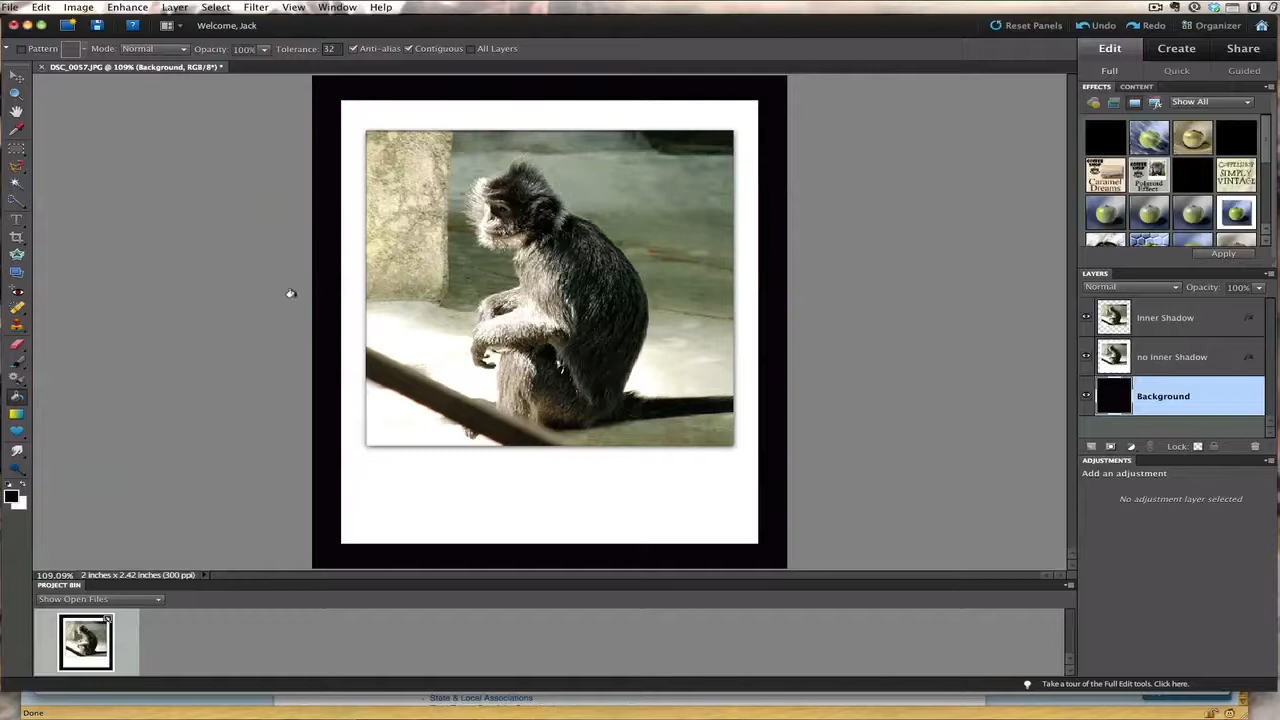 File Edit Image Enhance Layer Select Filter View Window Help
Welcome, Jack
Reset Panels Undo Redo Organizer
Pattern Mode: Normal Opacity: 100% Tolerance: 32 Anti-alias Contiguous All Layers
Edit Create Share
DSC_0057.JPG @ 109% (Background, RGB/8*) *
Full Quick Guided
EFFECTS CONTENT
Show All
Caramel Dreams
Polaroid Effect
SIMPLY VINTAGE
Apply
LAYERS
Normal Opacity: 100%
Inner Shadow
no Inner Shadow
Background
Lock:
ADJUSTMENTS
Add an adjustment
No adjustment layer selected
109.09% 2 inches x 2.42 inches (300 ppi)
PROJECT BIN
Show Open Files
Take a tour of the Full Edit tools. Click here.
State & Local Associations
Done